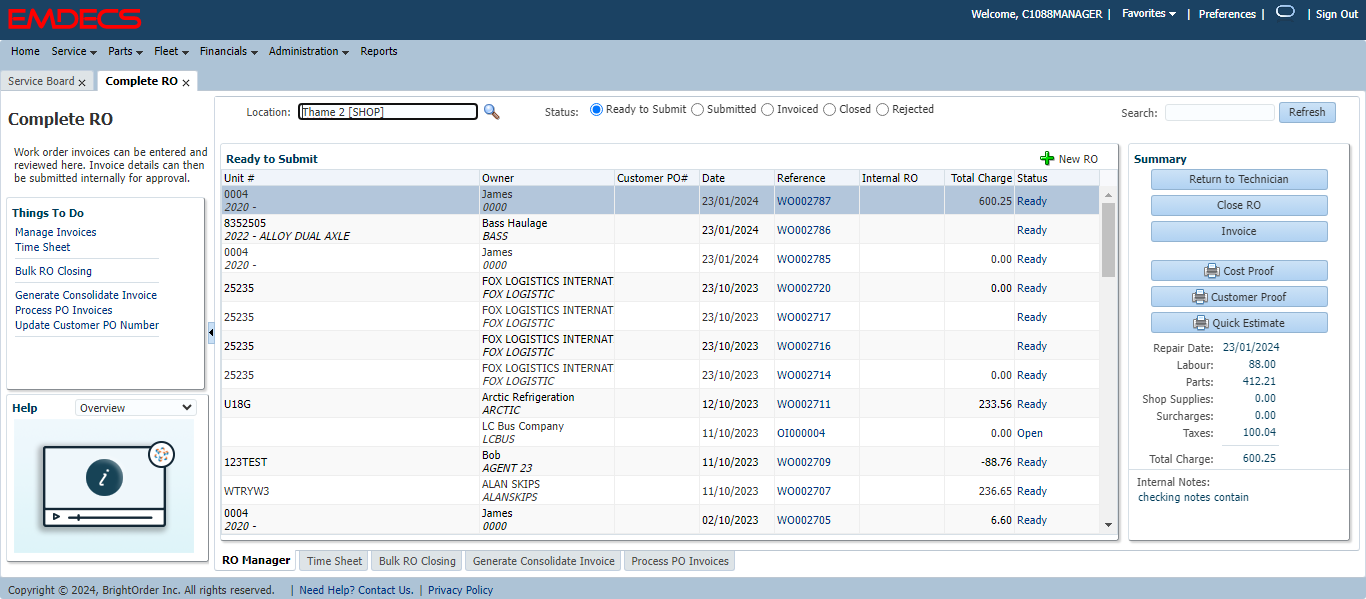 EMDECS
Welcome, C1088MANAGER | Favorites | Preferences | | Sign Out
Home Service Parts Fleet Financials Administration Reports
Service Board x Complete RO x
Complete RO
Work order invoices can be entered and
reviewed here. Invoice details can then
be submitted internally for approval.
Things To Do
Manage Invoices
Time Sheet
Bulk RO Closing
Generate Consolidate Invoice
Process PO Invoices
Update Customer PO Number
Help Overview
Location: Thame 2 [SHOP] Status: Ready to Submit Submitted Invoiced Closed Rejected Search: Refresh
Ready to Submit New RO
Unit # Owner Customer PO# Date Reference Internal RO Total Charge Status
0004 James 23/01/2024 WO002787 600.25 Ready
2020 - 0000
8352505 Bass Haulage 23/01/2024 WO002786 Ready
2022 - ALLOY DUAL AXLE BASS
0004 James 23/01/2024 WO002785 0.00 Ready
2020 - 0000
25235 FOX LOGISTICS INTERNAT 23/10/2023 WO002720 0.00 Ready
FOX LOGISTIC
25235 FOX LOGISTICS INTERNAT 23/10/2023 WO002717 Ready
FOX LOGISTIC
25235 FOX LOGISTICS INTERNAT 23/10/2023 WO002716 Ready
FOX LOGISTIC
25235 FOX LOGISTICS INTERNAT 23/10/2023 WO002714 0.00 Ready
FOX LOGISTIC
U18G Arctic Refrigeration 12/10/2023 WO002711 233.56 Ready
ARCTIC
LC Bus Company 11/10/2023 OI000004 0.00 Open
LCBUS
123TEST Bob 11/10/2023 WO002709 -88.76 Ready
AGENT 23
WTRYW3 ALAN SKIPS 11/10/2023 WO002707 236.65 Ready
ALANSKIPS
0004 James 02/10/2023 WO002705 6.60 Ready
2020 - 0000
Summary
Return to Technician
Close RO
Invoice
Cost Proof
Customer Proof
Quick Estimate
Repair Date: 23/01/2024
Labour: 88.00
Parts: 412.21
Shop Supplies: 0.00
Surcharges: 0.00
Taxes: 100.04
Total Charge: 600.25
Internal Notes:
checking notes contain
RO Manager Time Sheet Bulk RO Closing Generate Consolidate Invoice Process PO Invoices
Copyright © 2024, BrightOrder Inc. All rights reserved. | Need Help? Contact Us. | Privacy Policy